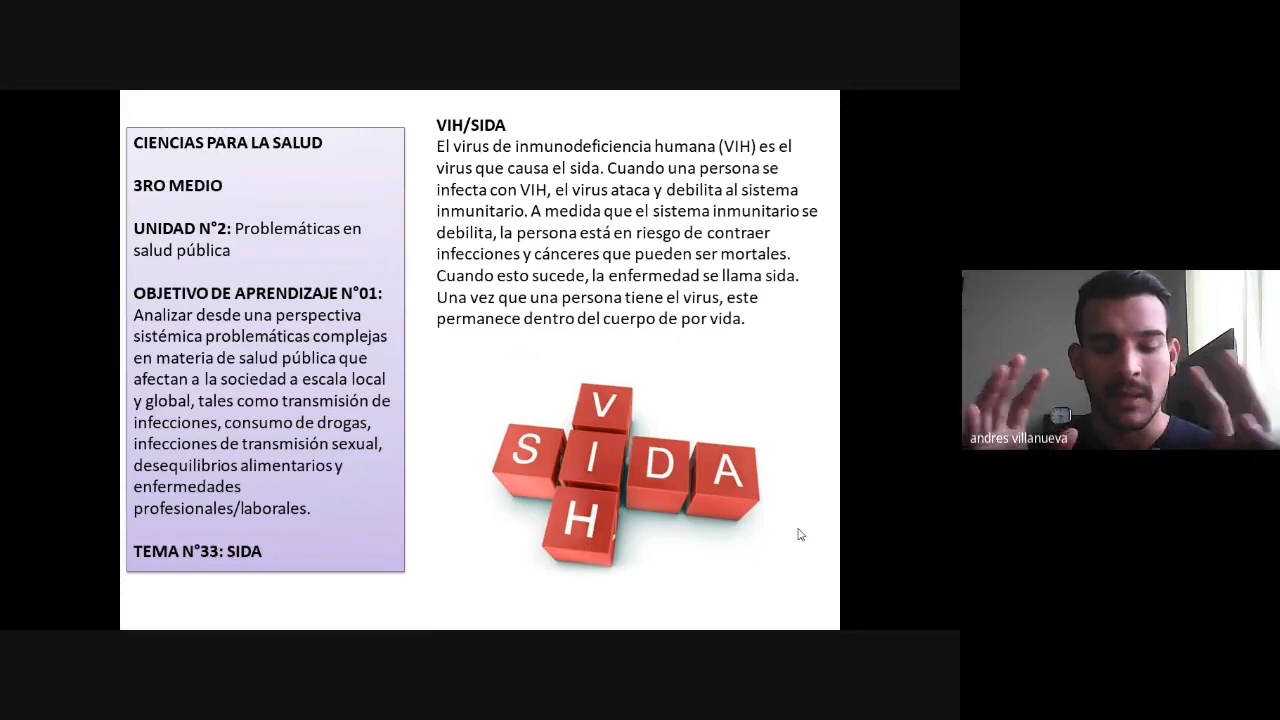 CIENCIAS PARA LA SALUD
3RO MEDIO
UNIDAD N°2: Problemáticas en
salud pública
OBJETIVO DE APRENDIZAJE N°01:
Analizar desde una perspectiva
sistémica problemáticas complejas
en materia de salud pública que
afectan a la sociedad a escala local
y global, tales como transmisión de
infecciones, consumo de drogas,
infecciones de transmisión sexual,
desequilibrios alimentarios y
enfermedades
profesionales/laborales.
TEMA N°33: SIDA
VIH/SIDA
El virus de inmunodeficiencia humana (VIH) es el
virus que causa el sida. Cuando una persona se
infecta con VIH, el virus ataca y debilita al sistema
inmunitario. A medida que el sistema inmunitario se
debilita, la persona está en riesgo de contraer
infecciones y cánceres que pueden ser mortales.
Cuando esto sucede, la enfermedad se llama sida.
Una vez que una persona tiene el virus, este
permanece dentro del cuerpo de por vida.
V
SIDA
H
andres villanueva